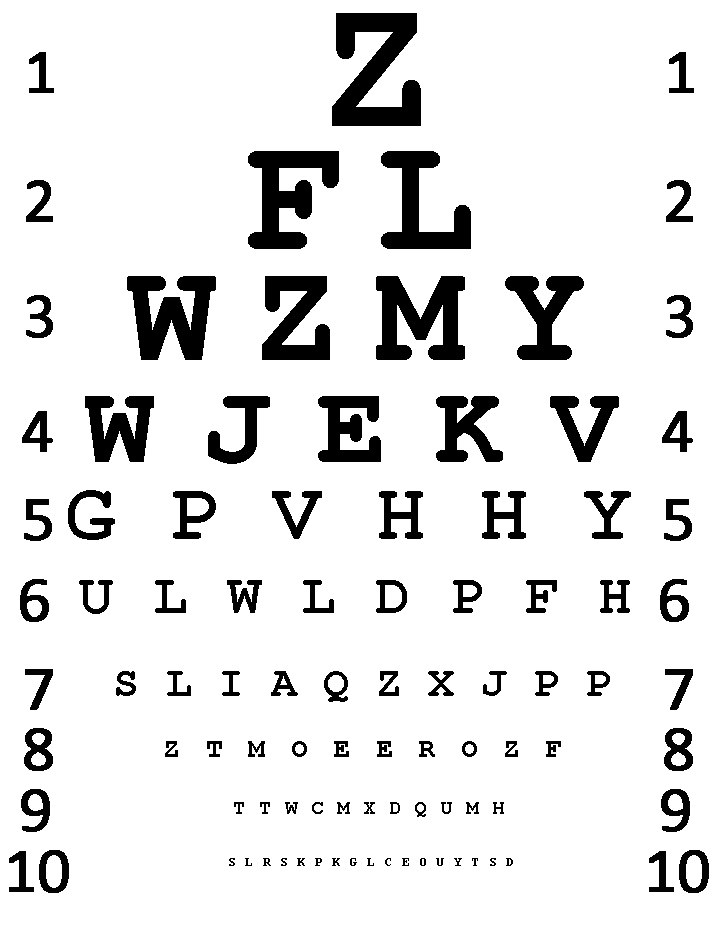 1 Z 1
2 F L 2
3 W Z M Y 3
4 W J E K V 4
5 G P V H H Y 5
6 U L W L D P F H 6
7 S L I A Q Z X J P P 7
8 Z T M O E E R O Z F 8
9 T T W C M X D Q U M H 9
10 S L R S K P K G L C E O U Y T S D 10